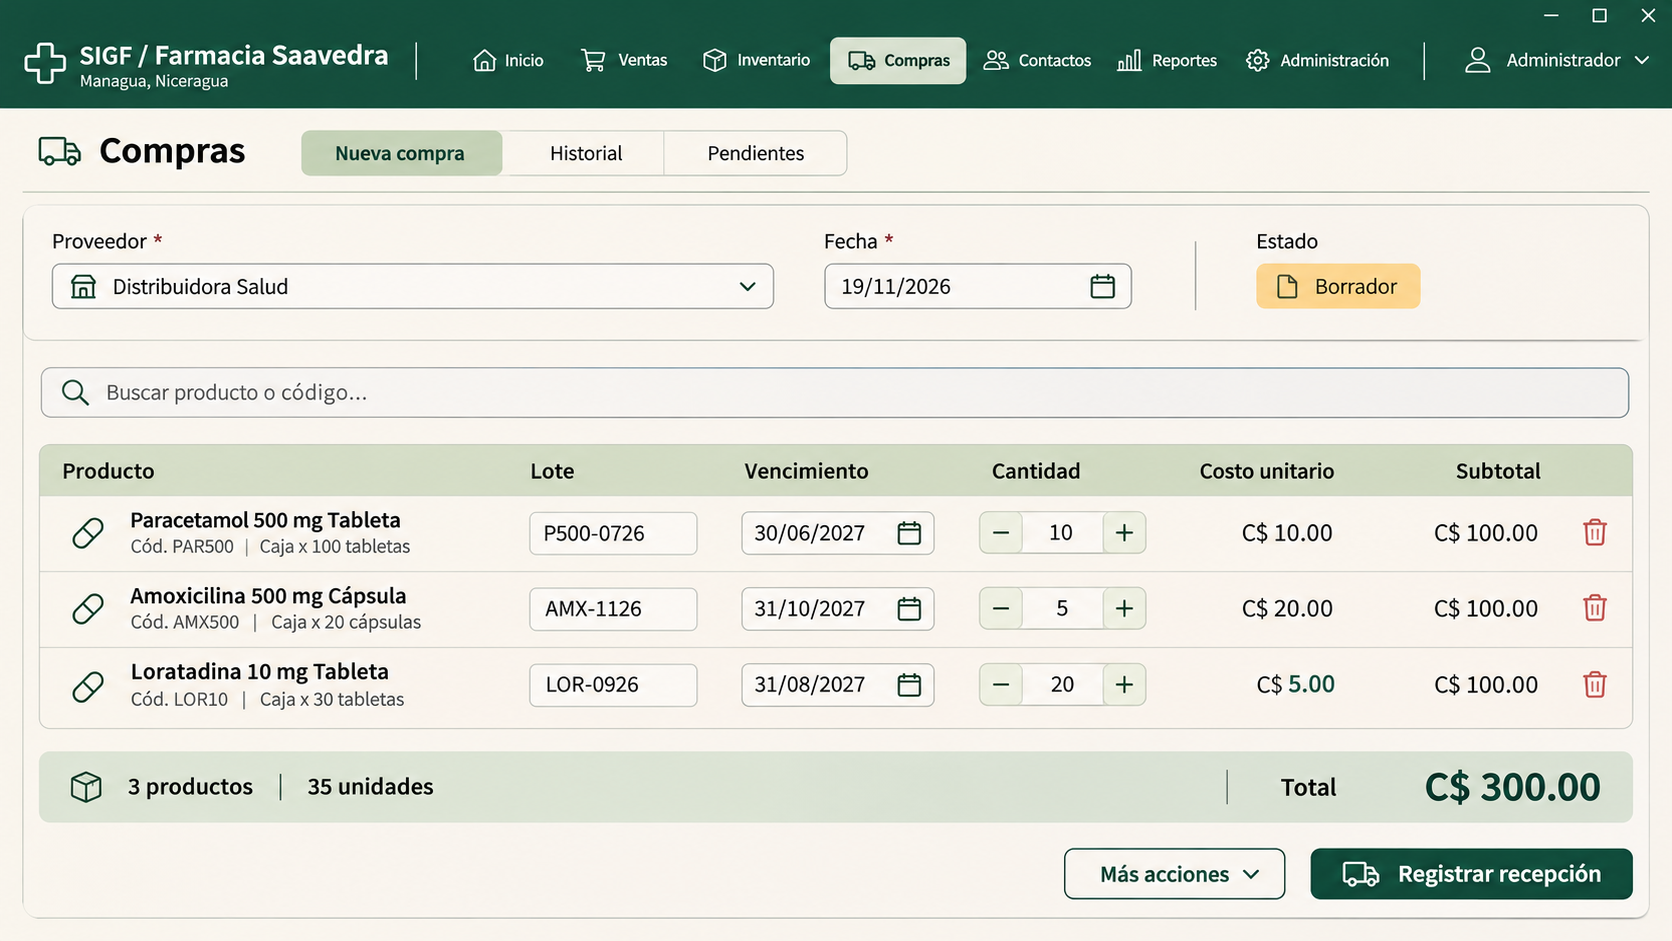 SIGF / Farmacia Saavedra
Managua, Niceragua
Inicio
Ventas
Inventario
Compras
Contactos
Reportes
Administración
Administrador
Compras
Nueva compra
Historial
Pendientes
Proveedor *
Fecha *
Estado
Distribuidora Salud
19/11/2026
Borrador
Buscar producto o código...
Producto
Lote
Vencimiento
Cantidad
Costo unitario
Subtotal
Paracetamol 500 mg Tableta
Cód. PAR500 | Caja x 100 tabletas
P500-0726
30/06/2027
− 10 +
C$ 10.00
C$ 100.00
Amoxicilina 500 mg Cápsula
Cód. AMX500 | Caja x 20 cápsulas
AMX-1126
31/10/2027
− 5 +
C$ 20.00
C$ 100.00
Loratadina 10 mg Tableta
Cód. LOR10 | Caja x 30 tabletas
LOR-0926
31/08/2027
− 20 +
C$ 5.00
C$ 100.00
3 productos | 35 unidades
Total
C$ 300.00
Más acciones
Registrar recepción